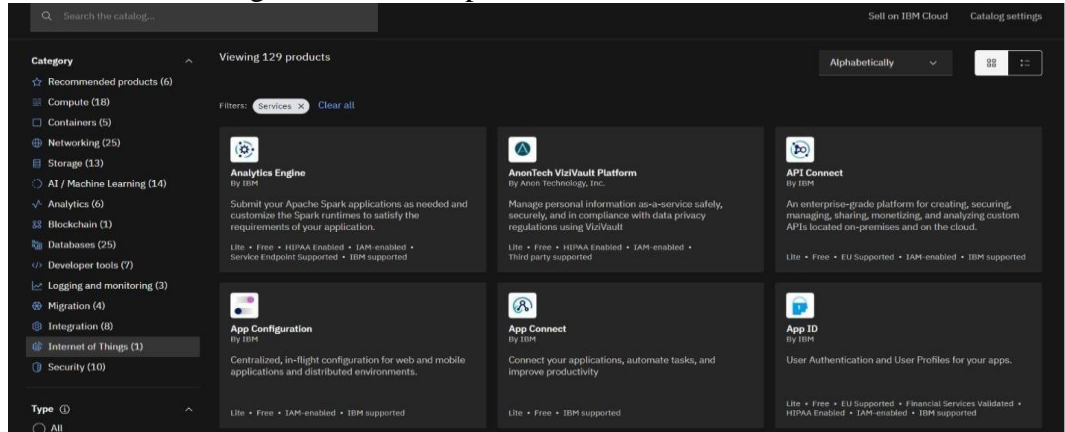 Search the catalog...
Sell on IBM Cloud
Catalog settings
Category
Recommended products (6)
Compute (18)
Containers (5)
Networking (25)
Storage (13)
AI / Machine Learning (14)
Analytics (6)
Blockchain (1)
Databases (25)
Developer tools (7)
Logging and monitoring (3)
Migration (4)
Integration (8)
Internet of Things (1)
Security (10)
Type
All
Viewing 129 products
Alphabetically
Filters: Services × Clear all
Analytics Engine
By IBM
Submit your Apache Spark applications as needed and
customize the Spark runtimes to satisfy the
requirements of your application.
Lite • Free • HIPAA Enabled • IAM-enabled •
Service Endpoint Supported • IBM supported
AnonTech ViziVault Platform
By Anon Technology, Inc.
Manage personal information as-a-service safely,
securely, and in compliance with data privacy
regulations using ViziVault
Lite • Free • HIPAA Enabled • IAM-enabled •
Third party supported
API Connect
By IBM
An enterprise-grade platform for creating, securing,
managing, sharing, monetizing, and analyzing custom
APIs located on-premises and on the cloud.
Lite • Free • EU Supported • IAM-enabled • IBM supported
App Configuration
By IBM
Centralized, in-flight configuration for web and mobile
applications and distributed environments.
Lite • Free • IAM-enabled • IBM supported
App Connect
By IBM
Connect your applications, automate tasks, and
improve productivity
Lite • Free • IBM supported
App ID
By IBM
User Authentication and User Profiles for your apps.
Lite • Free • EU Supported • Financial Services Validated •
HIPAA Enabled • IAM-enabled • IBM supported